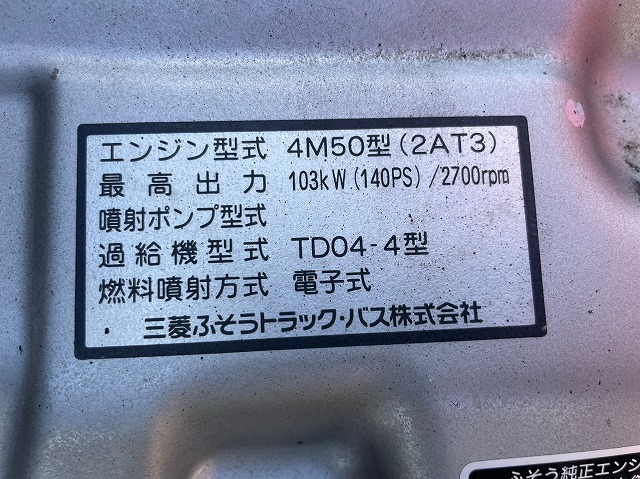 エンジン型式 4M50型(2AT3)
最高出力 103kW(140PS)/2700rpm
噴射ポンプ型式
過給機型式 TD04-4型
燃料噴射方式 電子式
三菱ふそうトラック・バス株式会社
ふそう純正エンジ